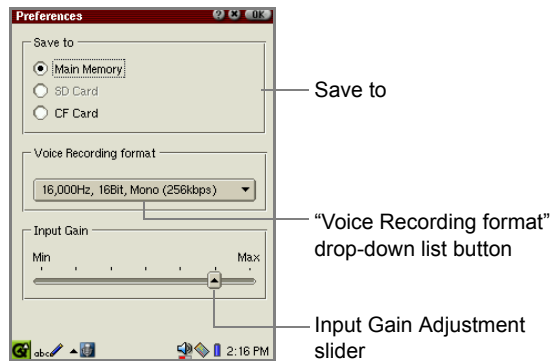 Preferences ? X OK
Save to
Main Memory
SD Card
CF Card
Save to
Voice Recording format
16,000Hz, 16Bit, Mono (256kbps)
“Voice Recording format”
drop-down list button
Input Gain
Min Max
Input Gain Adjustment
slider
abc 2:16 PM